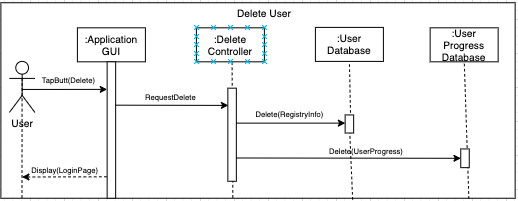 Delete User
:Application
GUI
:Delete
Controller
:User
Database
:User
Progress
Database
TapButt(Delete)
RequestDelete
Delete(RegistryInfo)
User
Delete(UserProgress)
Display(LoginPage)